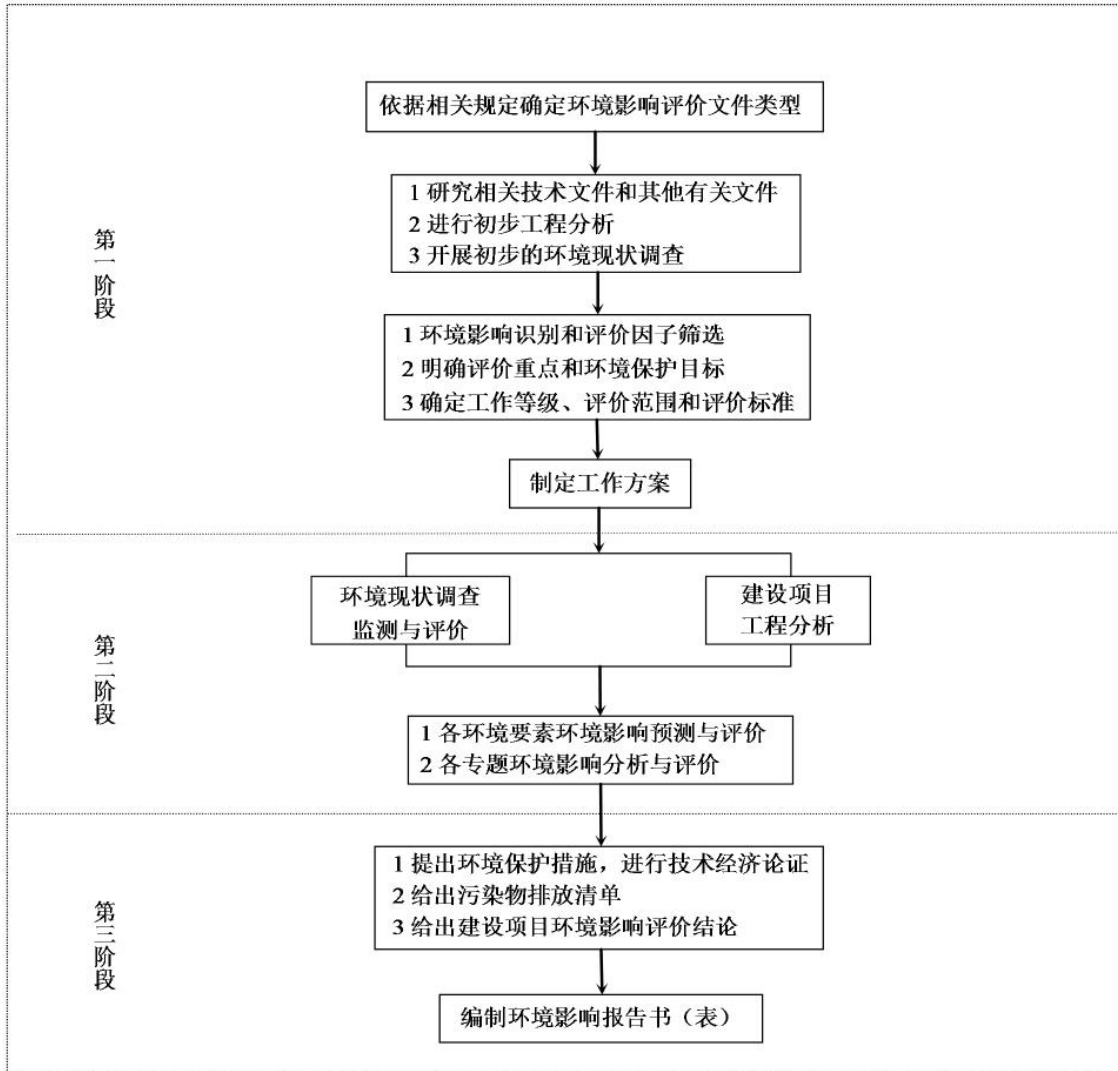 依据相关规定确定环境影响评价文件类型
1 研究相关技术文件和其他有关文件
2 进行初步工程分析
3 开展初步的环境现状调查
第一阶段
1 环境影响识别和评价因子筛选
2 明确评价重点和环境保护目标
3 确定工作等级、评价范围和评价标准
制定工作方案
环境现状调查
监测与评价
建设项目
工程分析
第二阶段
1 各环境要素环境影响预测与评价
2 各专题环境影响分析与评价
1 提出环境保护措施，进行技术经济论证
2 给出污染物排放清单
3 给出建设项目环境影响评价结论
第三阶段
编制环境影响报告书（表）